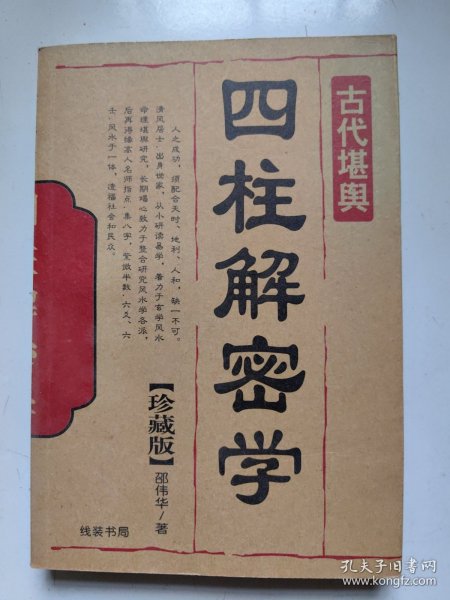 古代堪舆
四柱解密学
人之成功,须配合天时、地利、人和,缺一不可。
清风居士·出身世家,从小研读易学,着力于玄学风水
命理堪舆研究,长期竭心致力于整合研究风水学各派,
后再得缘高人名师指点·集八字,紫微斗数·六爻、六
壬·风水于一体,造福社会和民众。
【珍藏版】
邵伟华/著
线装书局
孔夫子旧书网
www.kongfz.com